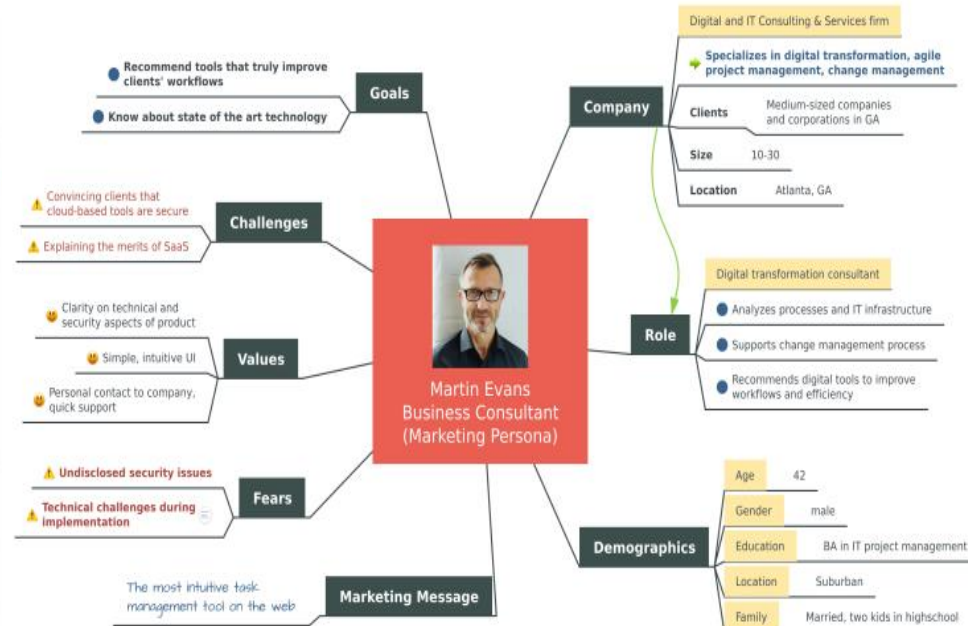 Martin Evans
Business Consultant
(Marketing Persona)
Goals
Recommend tools that truly improve
clients' workflows
Know about state of the art technology
Challenges
Convincing clients that
cloud-based tools are secure
Explaining the merits of SaaS
Values
Clarity on technical and
security aspects of product
Simple, intuitive UI
Personal contact to company,
quick support
Fears
Undisclosed security issues
Technical challenges during
implementation
Marketing Message
The most intuitive task
management tool on the web
Company
Digital and IT Consulting & Services firm
Specializes in digital transformation, agile
project management, change management
Clients
Medium-sized companies
and corporations in GA
Size 10-30
Location Atlanta, GA
Role
Digital transformation consultant
Analyzes processes and IT infrastructure
Supports change management process
Recommends digital tools to improve
workflows and efficiency
Demographics
Age 42
Gender male
Education BA in IT project management
Location Suburban
Family Married, two kids in highschool